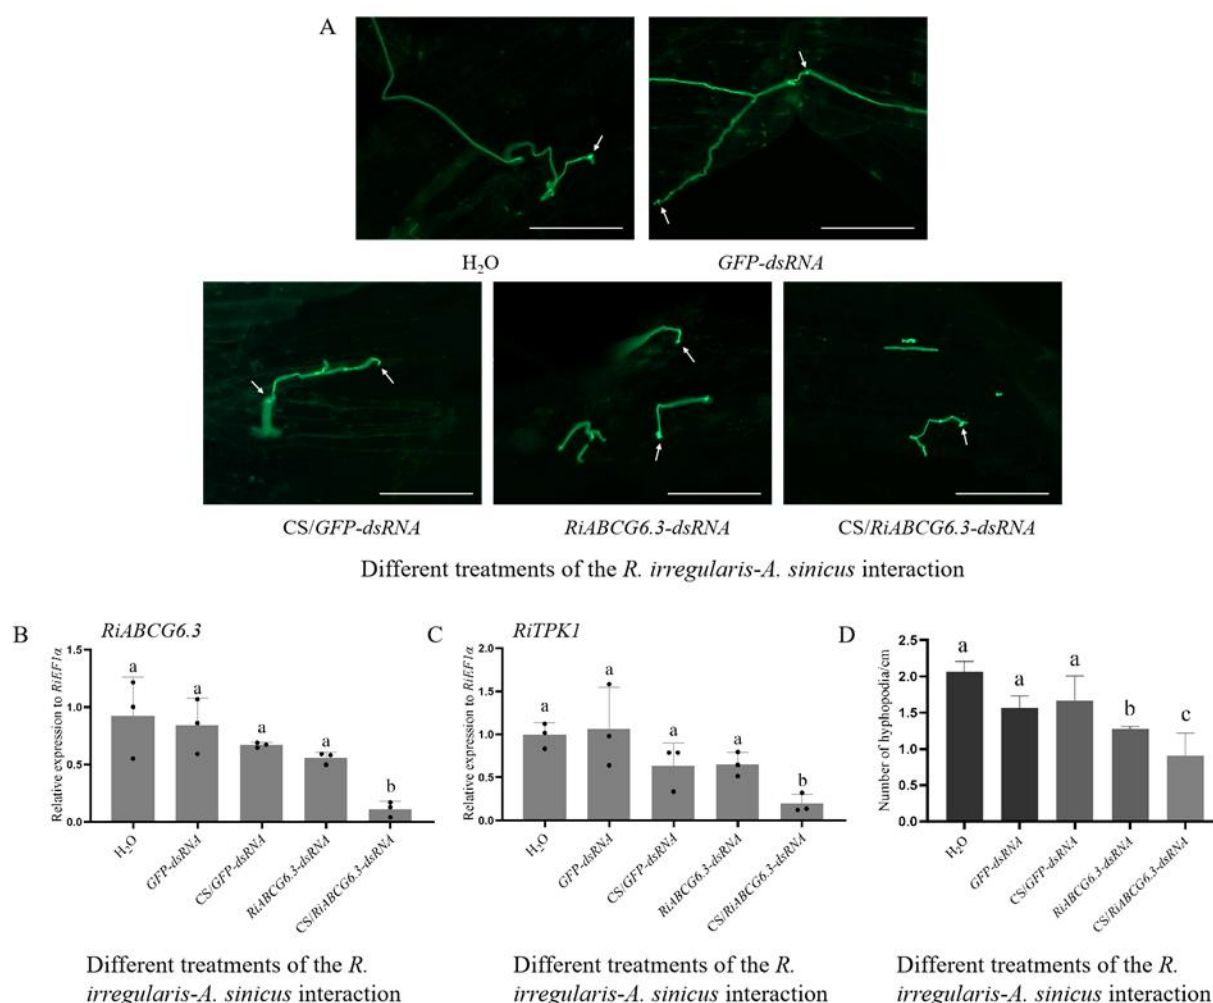 A
H₂O
GFP-dsRNA
CS/GFP-dsRNA
RiABCG6.3-dsRNA
CS/RiABCG6.3-dsRNA
Different treatments of the R. irregularis-A. sinicus interaction
B
RiABCG6.3
Relative expression to RiEF1α
1.5
1.0
0.5
0.0
a
a
a
a
b
H₂O
GFP-dsRNA
CS/GFP-dsRNA
RiABCG6.3-dsRNA
CS/RiABCG6.3-dsRNA
Different treatments of the R.
irregularis-A. sinicus interaction
C
RiTPK1
Relative expression to RiEF1α
2.0
1.5
1.0
0.5
0.0
a
a
a
a
b
H₂O
GFP-dsRNA
CS/GFP-dsRNA
RiABCG6.3-dsRNA
CS/RiABCG6.3-dsRNA
Different treatments of the R.
irregularis-A. sinicus interaction
D
Number of hyphopodia/cm
2.5
2.0
1.5
1.0
0.5
0.0
a
a
a
b
c
H₂O
GFP-dsRNA
CS/GFP-dsRNA
RiABCG6.3-dsRNA
CS/RiABCG6.3-dsRNA
Different treatments of the R.
irregularis-A. sinicus interaction